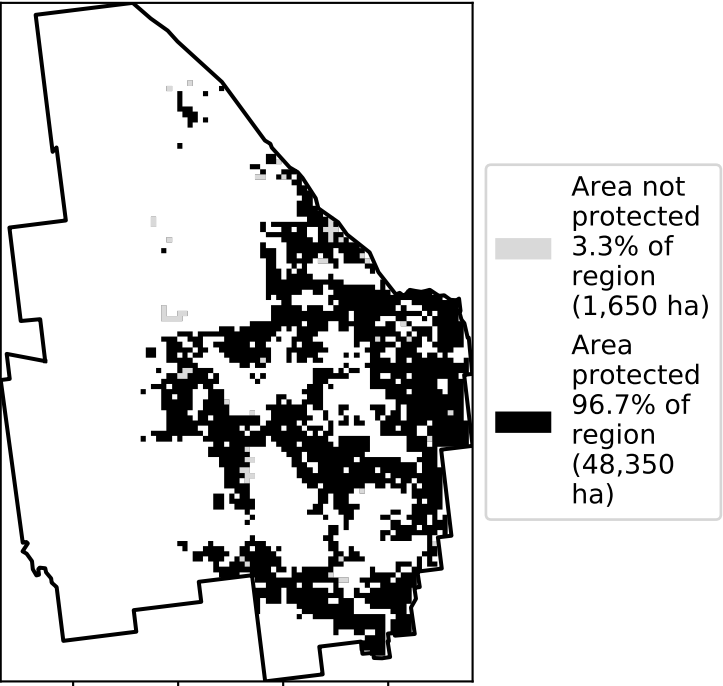 Area not
protected
3.3% of
region
(1,650 ha)
Area
protected
96.7% of
region
(48,350
ha)